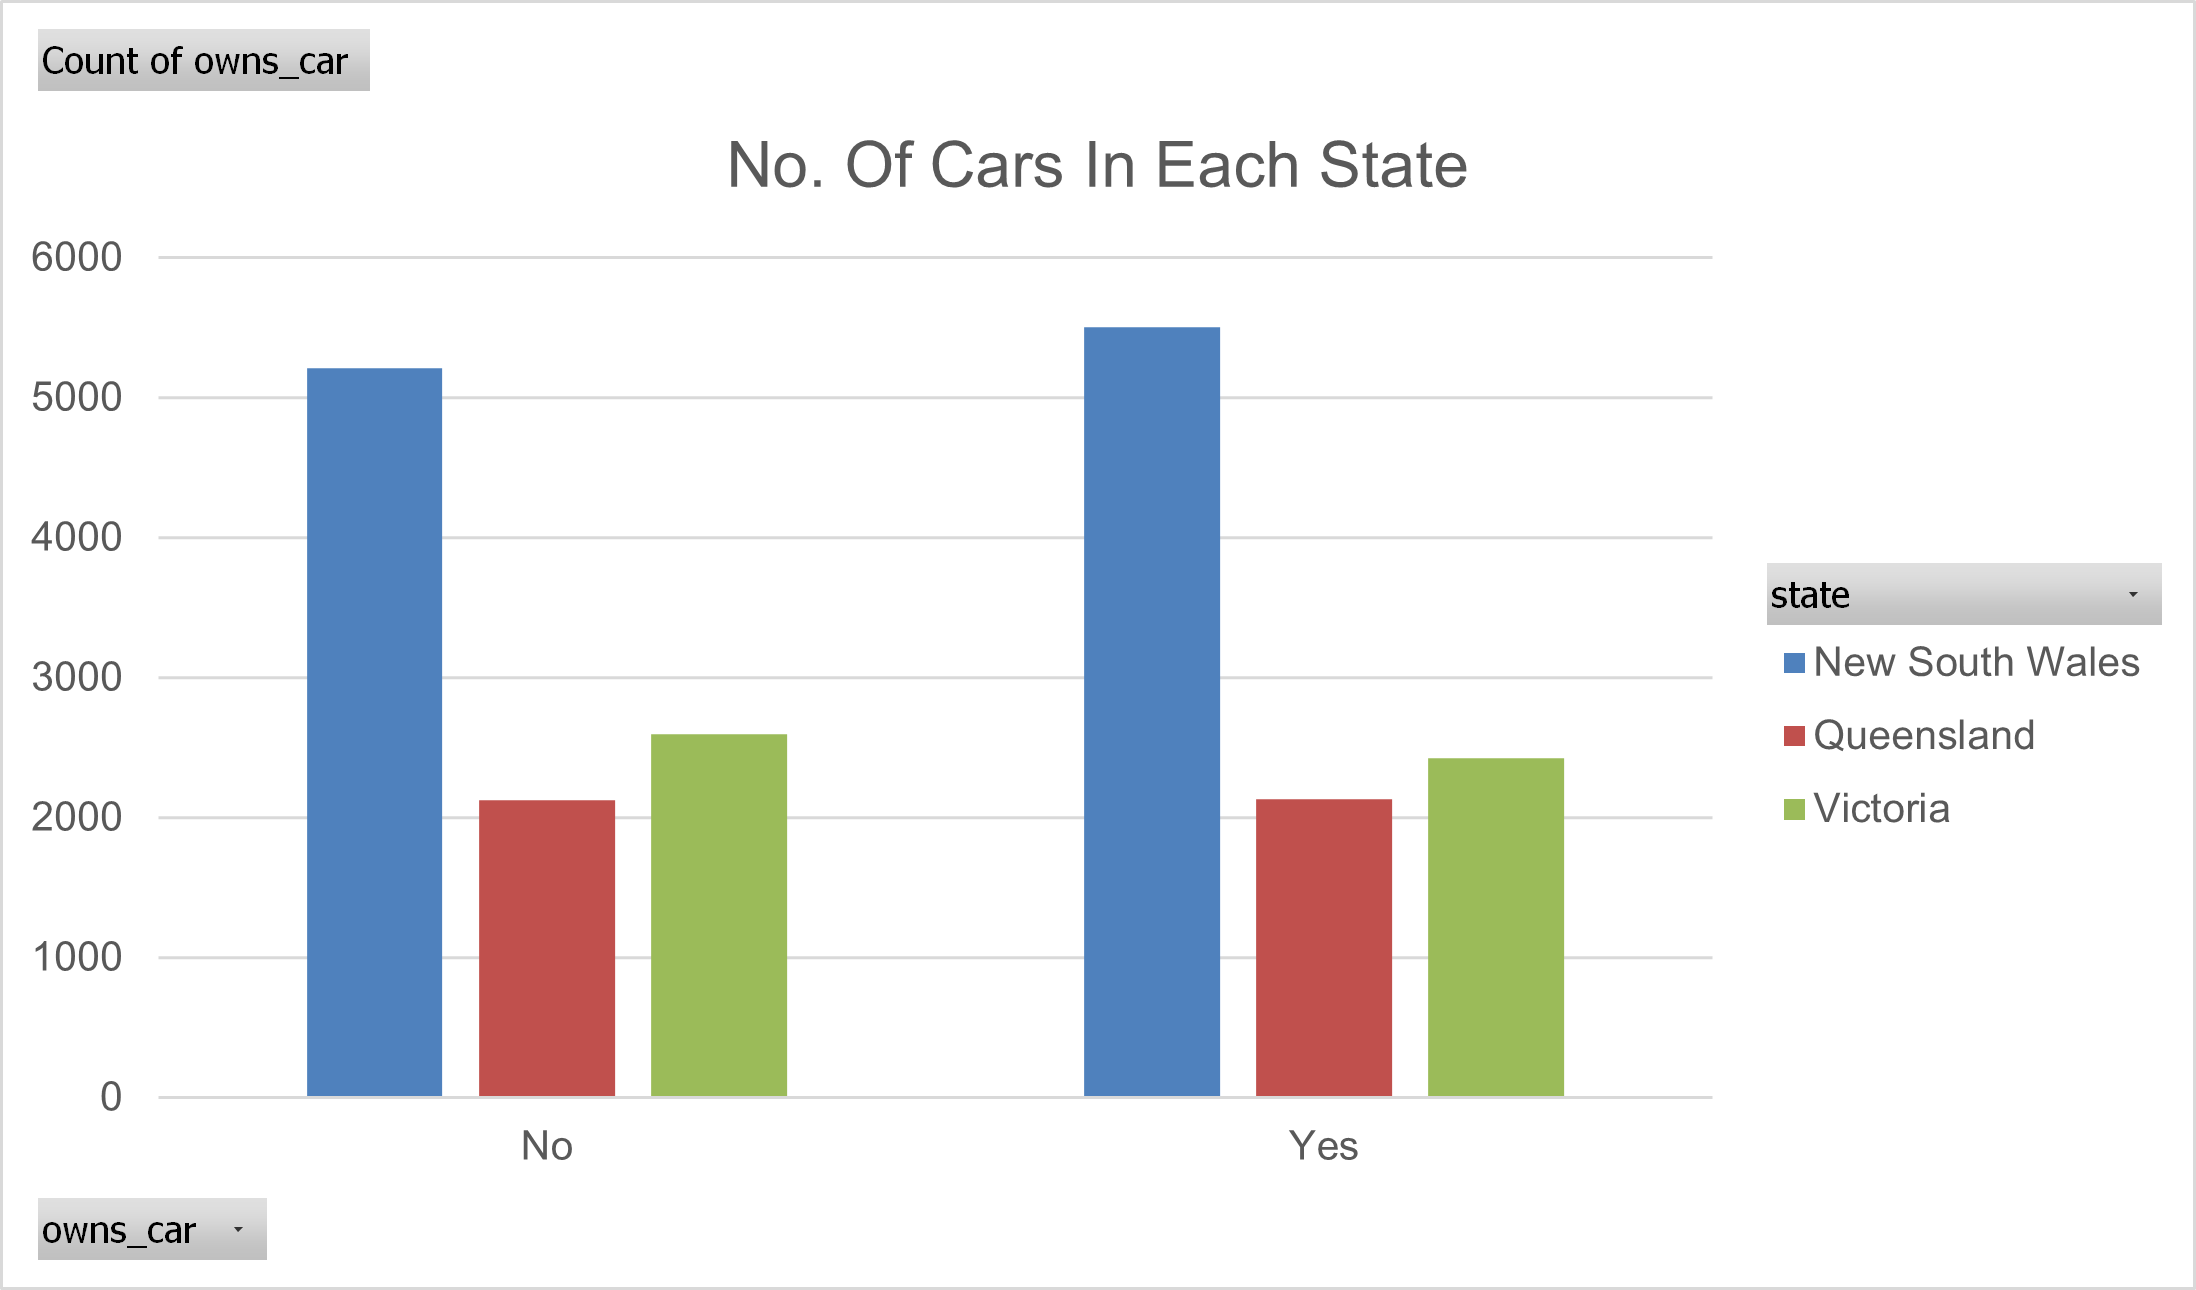 Count of owns_car
No. Of Cars In Each State
6000
5000
4000
3000
2000
1000
0
No
Yes
state
New South Wales
Queensland
Victoria
owns_car